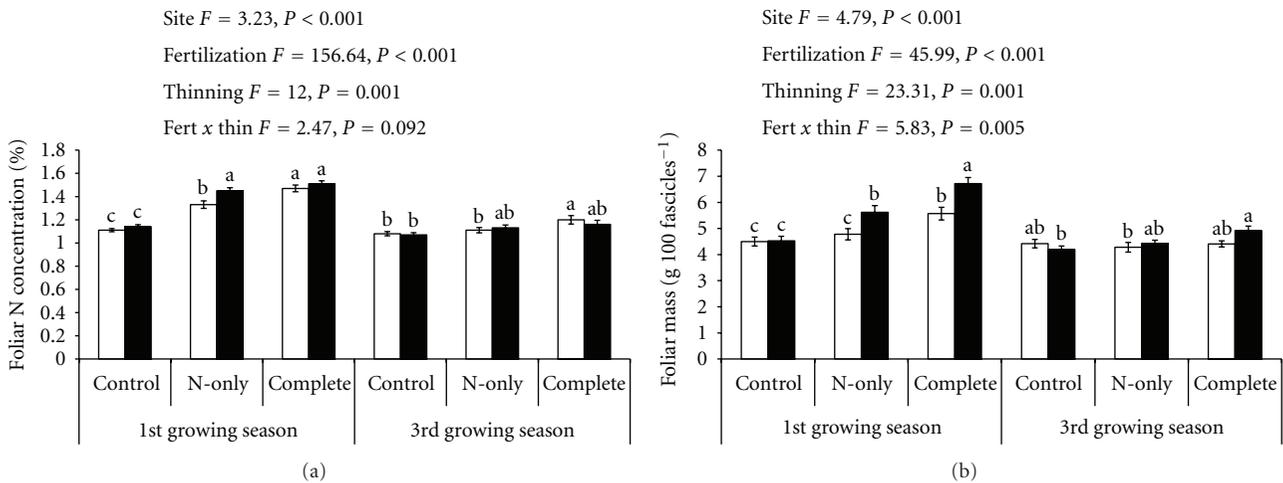 Site F = 3.23, P < 0.001
Fertilization F = 156.64, P < 0.001
Thinning F = 12, P = 0.001
Fert x thin F = 2.47, P = 0.092
Foliar N concentration (%)
1.8
1.6
1.4
1.2
1
0.8
0.6
0.4
0.2
0
c c b a a a b b b ab a ab
Control N-only Complete Control N-only Complete
1st growing season 3rd growing season
(a)
Site F = 4.79, P < 0.001
Fertilization F = 45.99, P < 0.001
Thinning F = 23.31, P = 0.001
Fert x thin F = 5.83, P = 0.005
Foliar mass (g 100 fascicles⁻¹)
8
7
6
5
4
3
2
1
0
c c c b b a ab b b ab ab a
Control N-only Complete Control N-only Complete
1st growing season 3rd growing season
(b)